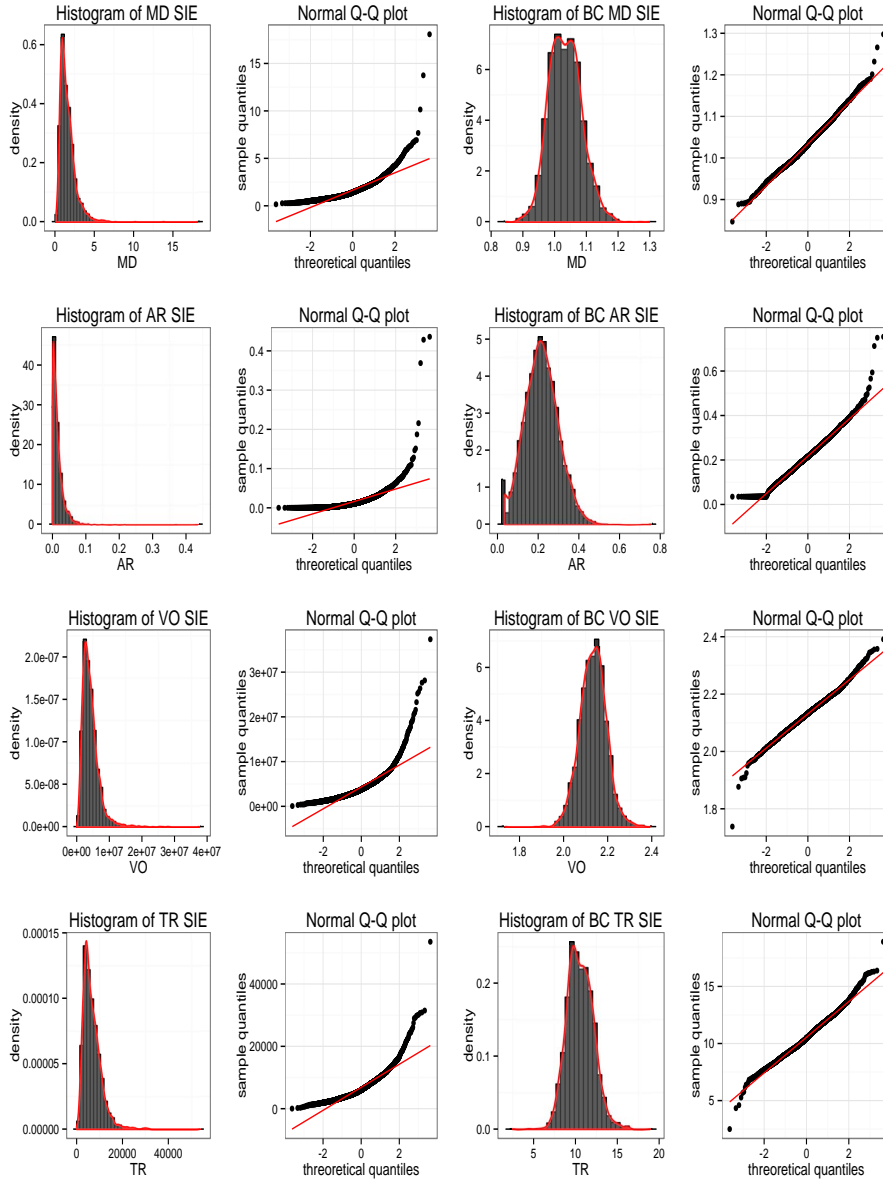 Histogram of MD SIE
density
0.6
0.4
0.2
0.0
0 5 10 15
MD
Normal Q-Q plot
sample quantiles
15
10
5
0
-2 0 2
threoretical quantiles
Histogram of BC MD SIE
density
6
4
2
0
0.8 0.9 1.0 1.1 1.2 1.3
MD
Normal Q-Q plot
sample quantiles
1.3
1.2
1.1
1.0
0.9
-2 0 2
threoretical quantiles
Histogram of AR SIE
density
40
30
20
10
0
0.0 0.1 0.2 0.3 0.4
AR
Normal Q-Q plot
sample quantiles
0.4
0.3
0.2
0.1
0.0
-2 0 2
threoretical quantiles
Histogram of BC AR SIE
density
5
4
3
2
1
0
0.0 0.2 0.4 0.6 0.8
AR
Normal Q-Q plot
sample quantiles
0.6
0.4
0.2
0.0
-2 0 2
threoretical quantiles
Histogram of VO SIE
density
2.0e-07
1.5e-07
1.0e-07
5.0e-08
0.0e+00
0e+00 1e+07 2e+07 3e+07 4e+07
VO
Normal Q-Q plot
sample quantiles
3e+07
2e+07
1e+07
0e+00
-2 0 2
threoretical quantiles
Histogram of BC VO SIE
density
6
4
2
0
1.8 2.0 2.2 2.4
VO
Normal Q-Q plot
sample quantiles
2.4
2.2
2.0
1.8
-2 0 2
threoretical quantiles
Histogram of TR SIE
density
0.00015
0.00010
0.00005
0.00000
0 20000 40000
TR
Normal Q-Q plot
sample quantiles
40000
20000
0
-2 0 2
threoretical quantiles
Histogram of BC TR SIE
density
0.2
0.1
0.0
5 10 15 20
TR
Normal Q-Q plot
sample quantiles
15
10
5
-2 0 2
threoretical quantiles